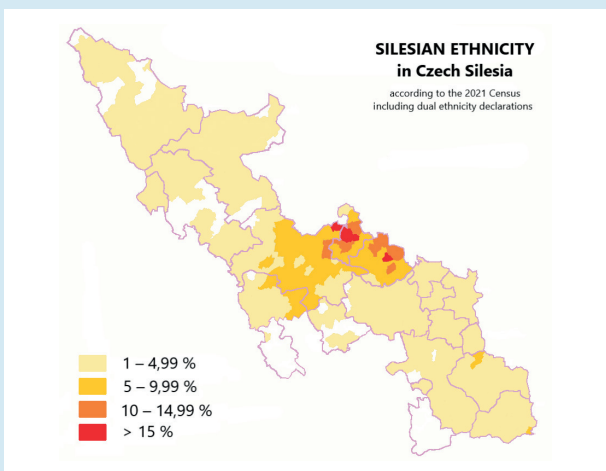 SILESIAN ETHNICITY
in Czech Silesia
according to the 2021 Census
including dual ethnicity declarations
1 – 4,99 %
5 – 9,99 %
10 – 14,99 %
> 15 %